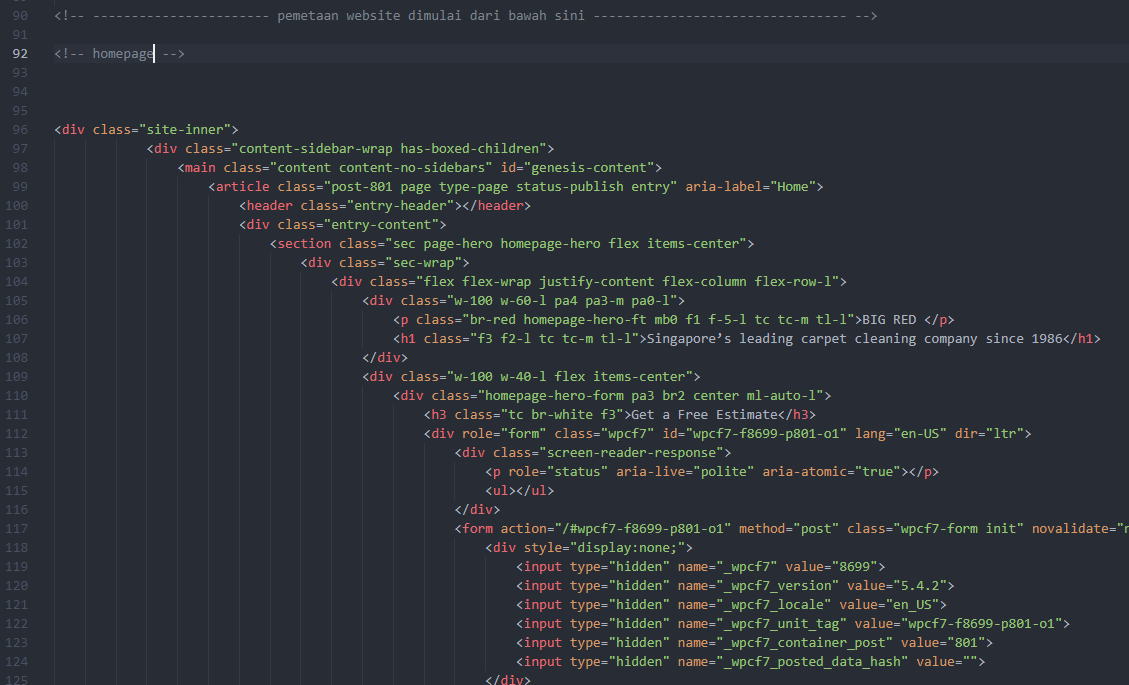 90 <!-- ----------------------- pemetaan website dimulai dari bawah sini --------------------------------- -->
91
92 <!-- homepage -->
93
94
95
96 <div class="site-inner">
97 <div class="content-sidebar-wrap has-boxed-children">
98 <main class="content content-no-sidebars" id="genesis-content">
99 <article class="post-801 page type-page status-publish entry" aria-label="Home">
100 <header class="entry-header"></header>
101 <div class="entry-content">
102 <section class="sec page-hero homepage-hero flex items-center">
103 <div class="sec-wrap">
104 <div class="flex flex-wrap justify-content flex-column flex-row-l">
105 <div class="w-100 w-60-l pa4 pa3-m pa0-l">
106 <p class="br-red homepage-hero-ft mb0 f1 f-5-l tc tc-m tl-l">BIG RED </p>
107 <h1 class="f3 f2-l tc tc-m tl-l">Singapore’s leading carpet cleaning company since 1986</h1>
108 </div>
109 <div class="w-100 w-40-l flex items-center">
110 <div class="homepage-hero-form pa3 br2 center ml-auto-l">
111 <h3 class="tc br-white f3">Get a Free Estimate</h3>
112 <div role="form" class="wpcf7" id="wpcf7-f8699-p801-o1" lang="en-US" dir="ltr">
113 <div class="screen-reader-response">
114 <p role="status" aria-live="polite" aria-atomic="true"></p>
115 <ul></ul>
116 </div>
117 <form action="/#wpcf7-f8699-p801-o1" method="post" class="wpcf7-form init" novalidate="
118 <div style="display:none;">
119 <input type="hidden" name="_wpcf7" value="8699">
120 <input type="hidden" name="_wpcf7_version" value="5.4.2">
121 <input type="hidden" name="_wpcf7_locale" value="en_US">
122 <input type="hidden" name="_wpcf7_unit_tag" value="wpcf7-f8699-p801-o1">
123 <input type="hidden" name="_wpcf7_container_post" value="801">
124 <input type="hidden" name="_wpcf7_posted_data_hash" value="">
125 </div>